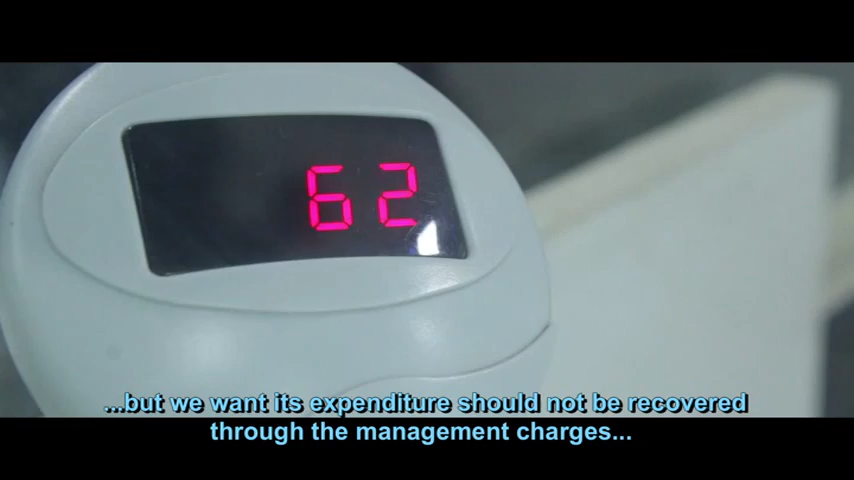 62
...but we want its expenditure should not be recovered
through the management charges...